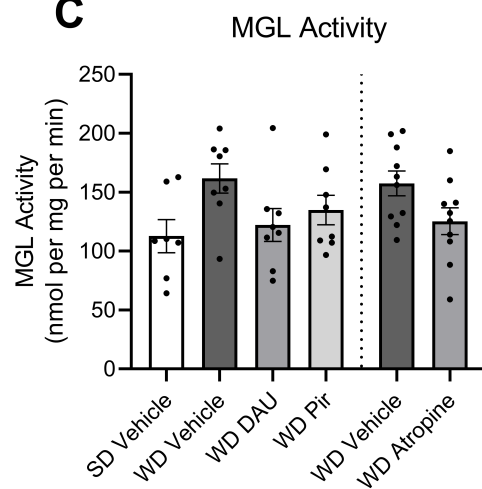 C
MGL Activity
MGL Activity
(nmol per mg per min)
250
200
150
100
50
0
SD Vehicle
WD Vehicle
WD DAU
WD Pir
WD Vehicle
WD Atropine